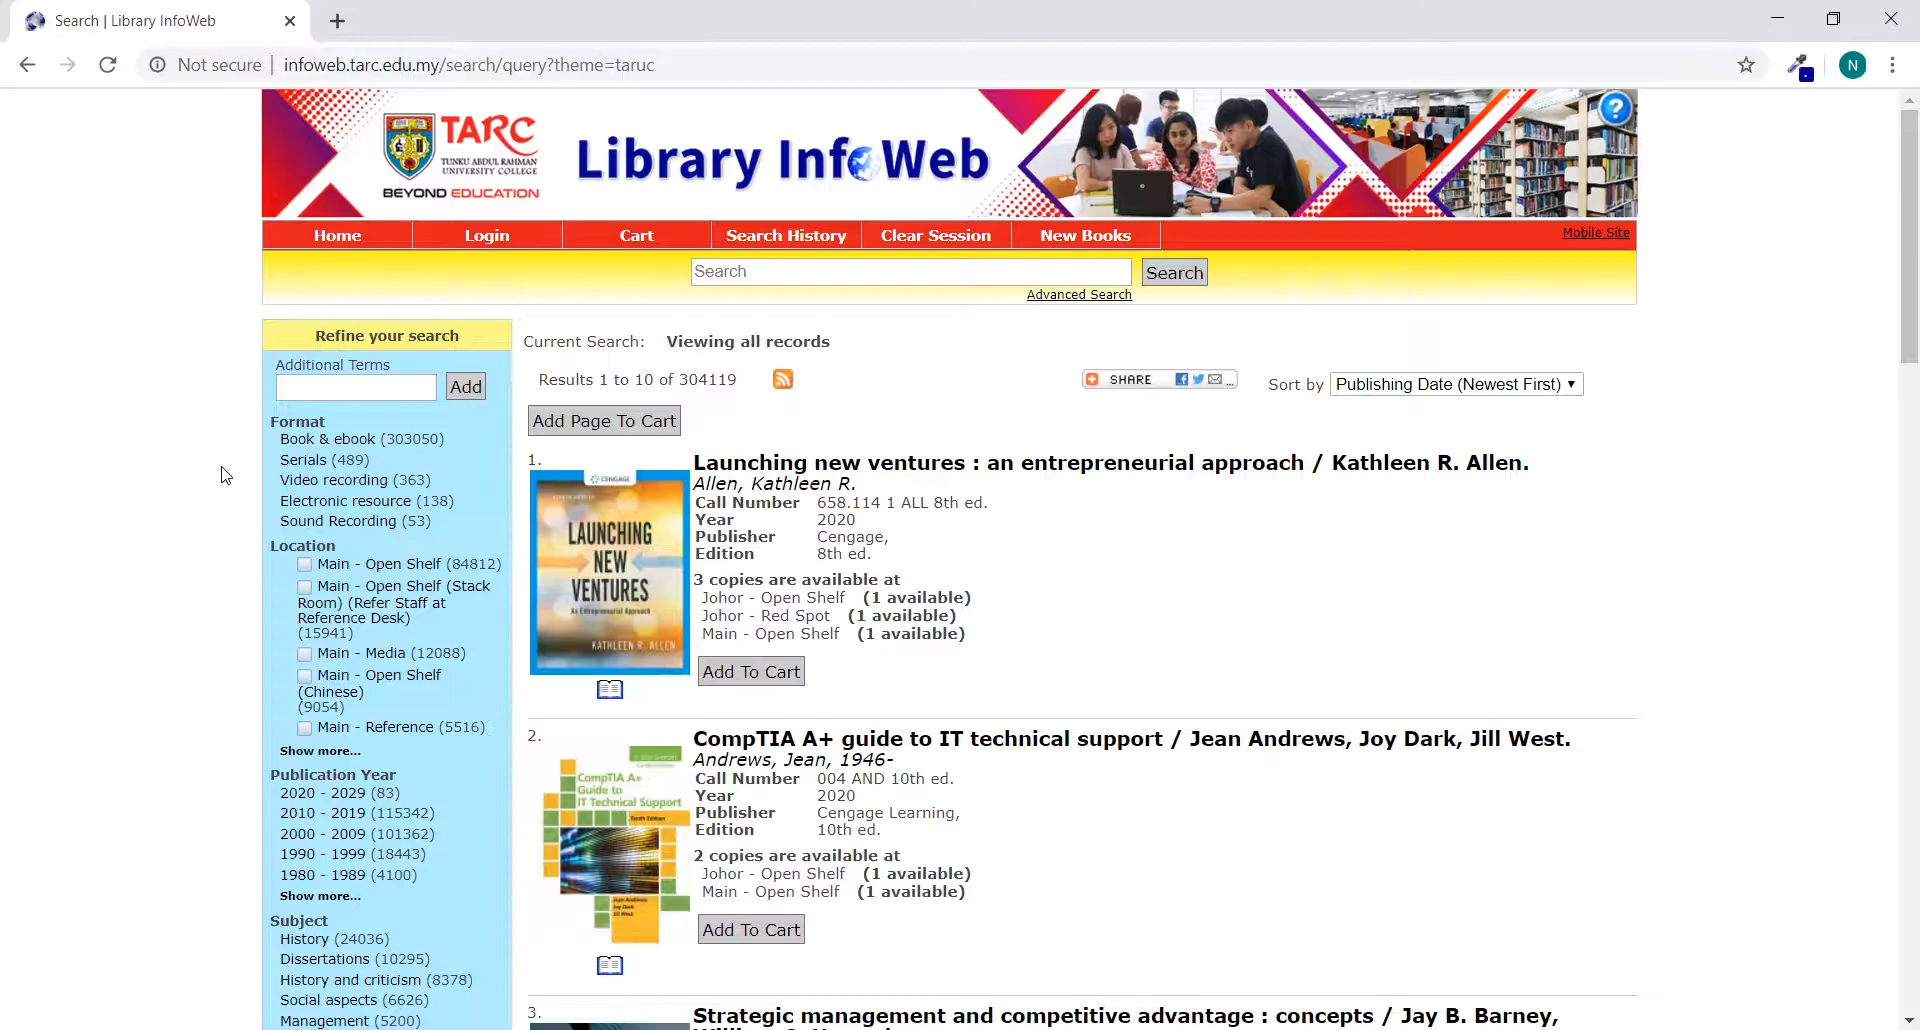 Search | Library InfoWeb
Not secure | infoweb.tarc.edu.my/search/query?theme=taruc
N
TARC
TUNKU ABDUL RAHMAN
UNIVERSITY COLLEGE
BEYOND EDUCATION
Library InfoWeb
?
Home
Login
Cart
Search History
Clear Session
New Books
Mobile Site
Search
Search
Advanced Search
Refine your search
Additional Terms
Add
Format
Book & ebook (303050)
Serials (489)
Video recording (363)
Electronic resource (138)
Sound Recording (53)
Location
Main - Open Shelf (84812)
Main - Open Shelf (Stack
Room) (Refer Staff at
Reference Desk)
(15941)
Main - Media (12088)
Main - Open Shelf
(Chinese)
(9054)
Main - Reference (5516)
Show more...
Publication Year
2020 - 2029 (83)
2010 - 2019 (115342)
2000 - 2009 (101362)
1990 - 1999 (18443)
1980 - 1989 (4100)
Show more...
Subject
History (24036)
Dissertations (10295)
History and criticism (8378)
Social aspects (6626)
Management (5200)
Current Search: Viewing all records
Results 1 to 10 of 304119
SHARE ...
Sort by Publishing Date (Newest First)
Add Page To Cart
1.
CENGAGE
LAUNCHING
NEW
VENTURES
An Entrepreneurial Approach
KATHLEEN R. ALLEN
Launching new ventures : an entrepreneurial approach / Kathleen R. Allen.
Allen, Kathleen R.
Call Number 658.114 1 ALL 8th ed.
Year 2020
Publisher Cengage,
Edition 8th ed.
3 copies are available at
Johor - Open Shelf (1 available)
Johor - Red Spot (1 available)
Main - Open Shelf (1 available)
Add To Cart
2.
CompTIA A+
Guide to
IT Technical Support
Tenth Edition
Jean Andrews
Joy Dark
Jill West
CompTIA A+ guide to IT technical support / Jean Andrews, Joy Dark, Jill West.
Andrews, Jean, 1946-
Call Number 004 AND 10th ed.
Year 2020
Publisher Cengage Learning,
Edition 10th ed.
2 copies are available at
Johor - Open Shelf (1 available)
Main - Open Shelf (1 available)
Add To Cart
3.
Strategic management and competitive advantage : concepts / Jay B. Barney,